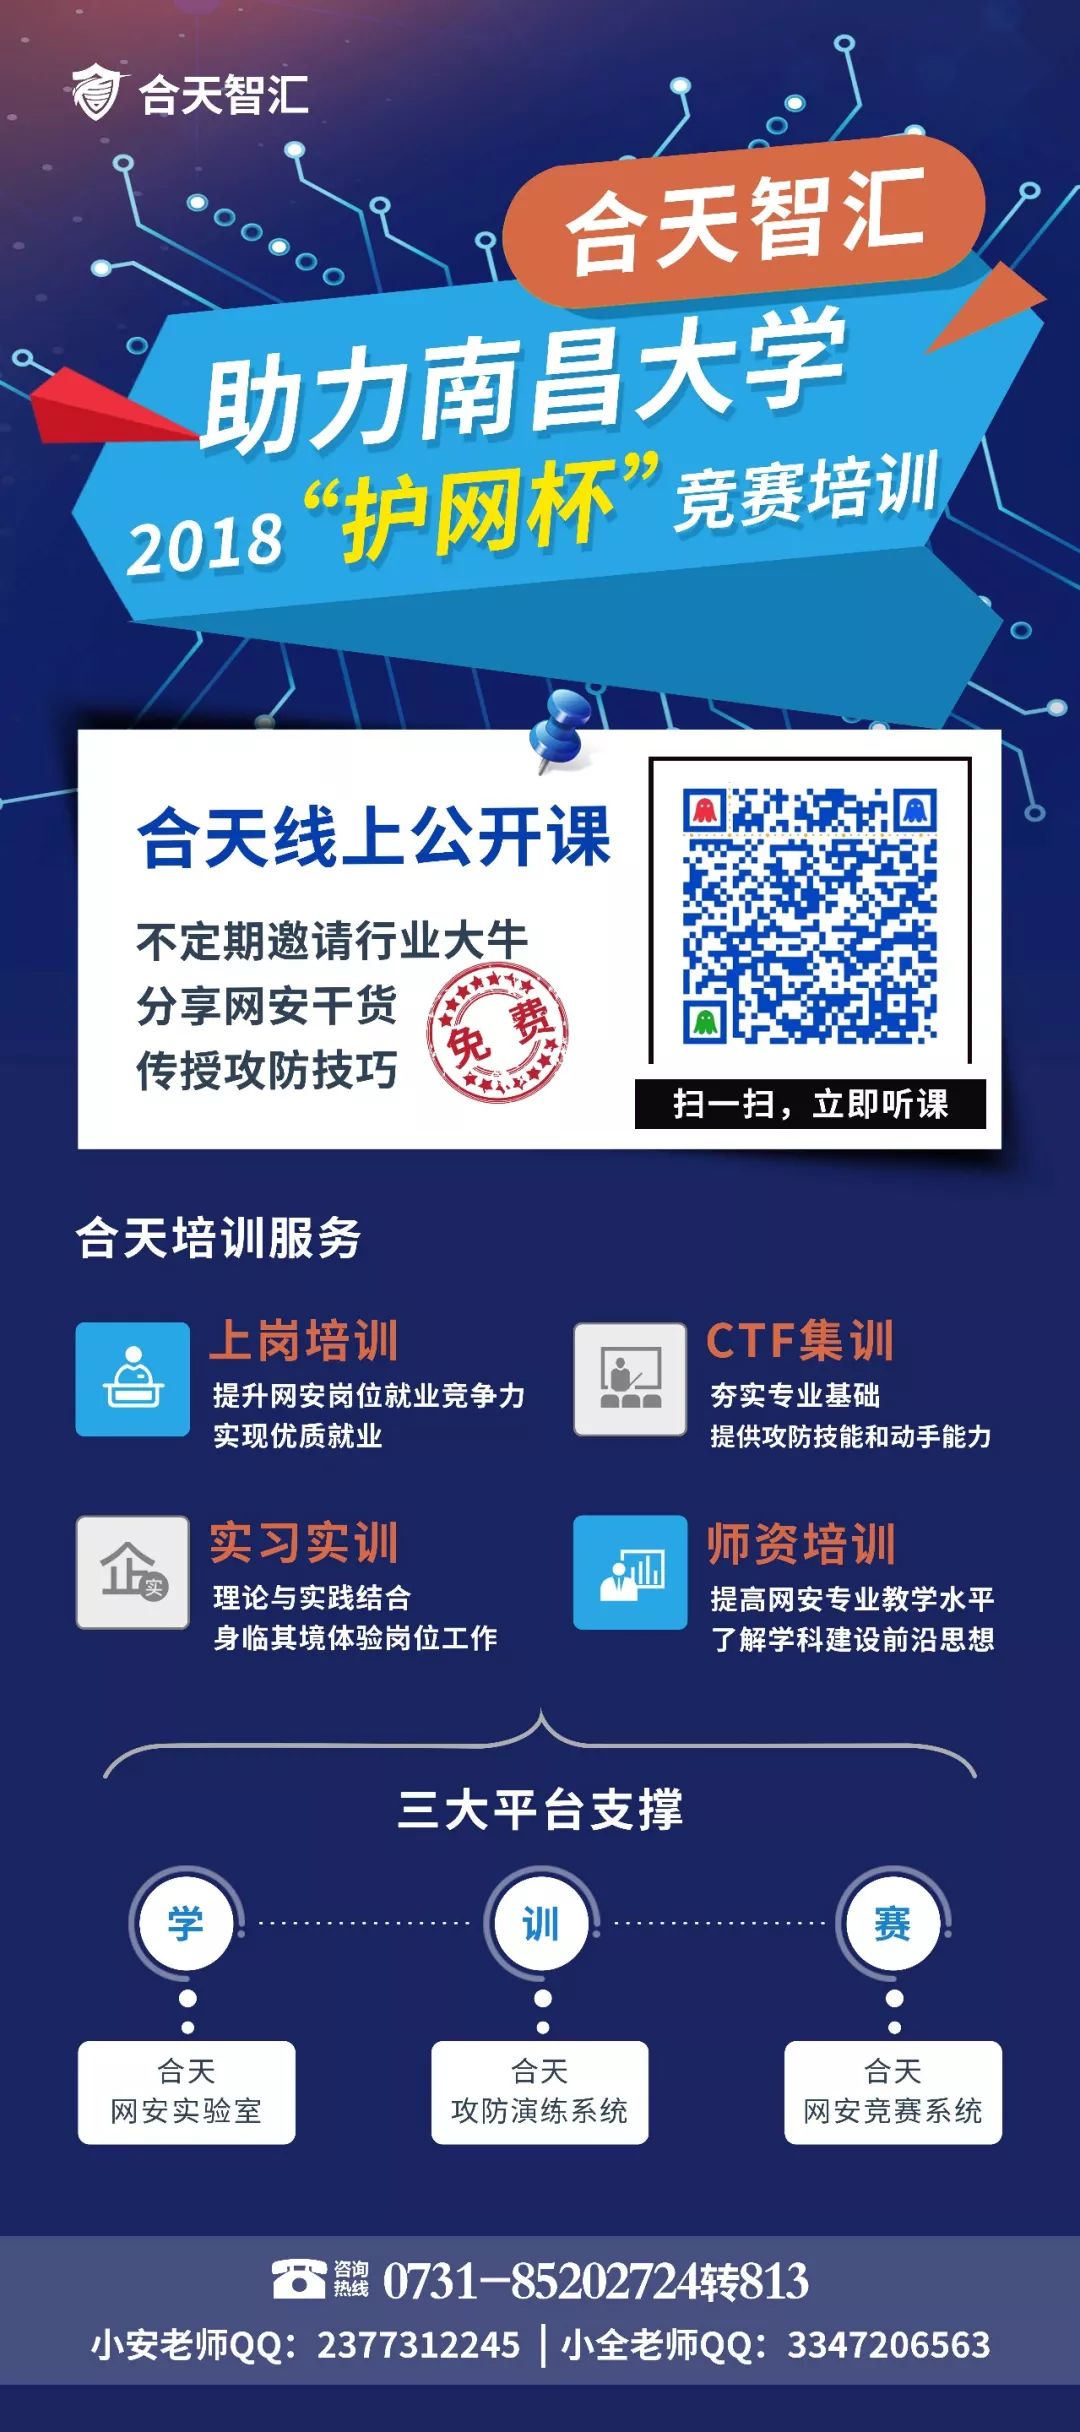 合天智汇
合天智汇
助力南昌大学
2018“护网杯”竞赛培训
合天线上公开课
不定期邀请行业大牛
分享网安干货
传授攻防技巧
免费
扫一扫，立即听课
合天培训服务
上岗培训
提升网安岗位就业竞争力
实现优质就业
CTF集训
夯实专业基础
提供攻防技能和动手能力
企
实
实习实训
理论与实践结合
身临其境体验岗位工作
师资培训
提高网安专业教学水平
了解学科建设前沿思想
三大平台支撑
学
训
赛
合天
网安实验室
合天
攻防演练系统
合天
网安竞赛系统
咨询
热线
0731-85202724转813
小安老师QQ：2377312245 | 小全老师QQ：3347206563